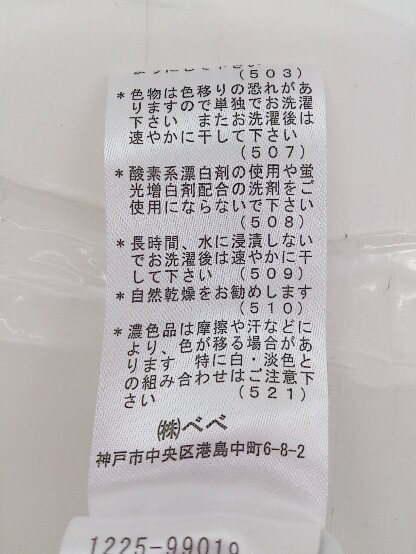 (503)
*色物は色移りの恐れがあ
りますので単独でお洗濯
下さい またお洗濯後は
速やかに干して下さい
(507)
*酸素系漂白剤の使用や蛍
光増白剤配合の洗剤をご
使用にならないで下さい
(508)
*長時間、水に浸漬しない
でお洗濯後は速やかに干
して下さい (509)
*自然乾燥をお勧めします
(510)
*濃色品は摩擦や汗などに
より、色が移る場合があ
ります 特に白・淡色と
の組み合わせはご注意下
さい (521)
㈱べべ
神戸市中央区港島中町6-8-2
1225-99019